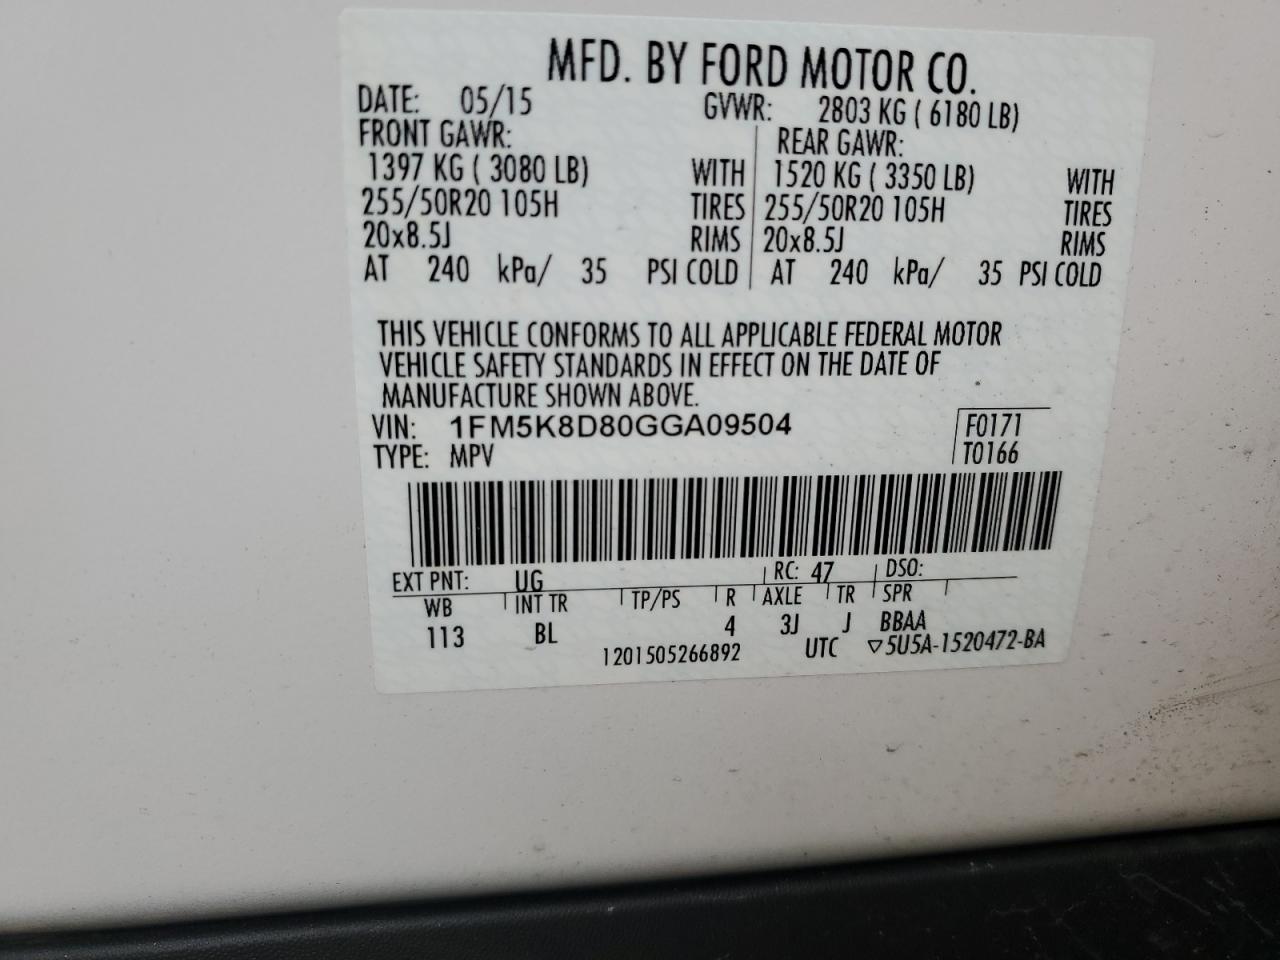 MFD. BY FORD MOTOR CO.
DATE: 05/15 GVWR: 2803 KG ( 6180 LB)
FRONT GAWR: REAR GAWR:
1397 KG ( 3080 LB) WITH 1520 KG ( 3350 LB) WITH
255/50R20 105H TIRES 255/50R20 105H TIRES
20x8.5J RIMS 20x8.5J RIMS
AT 240 kPa/ 35 PSI COLD AT 240 kPa/ 35 PSI COLD
THIS VEHICLE CONFORMS TO ALL APPLICABLE FEDERAL MOTOR
VEHICLE SAFETY STANDARDS IN EFFECT ON THE DATE OF
MANUFACTURE SHOWN ABOVE.
VIN: 1FM5K8D80GGA09504 F0171
TYPE: MPV T0166
EXT PNT: UG RC: 47 DSO:
WB INT TR TP/PS R AXLE TR SPR
113 BL 4 3J J BBAA
1201505266892 UTC ▽5U5A-1520472-BA